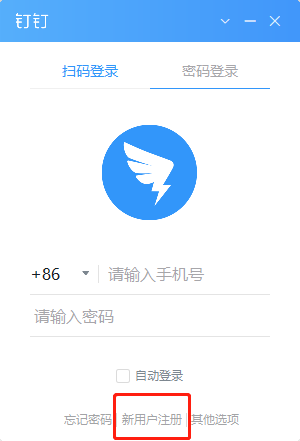 钉钉
扫码登录 密码登录
+86 请输入手机号
请输入密码
自动登录
忘记密码 新用户注册 其他选项